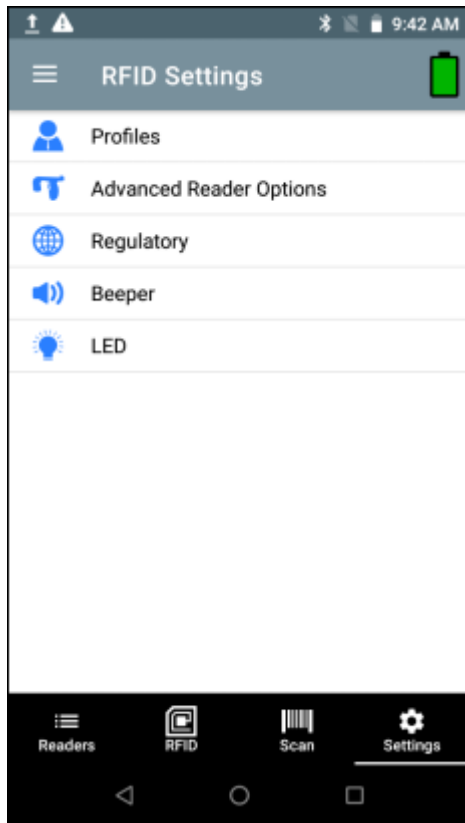 9:42 AM
RFID Settings
Profiles
Advanced Reader Options
Regulatory
Beeper
LED
Readers
RFID
Scan
Settings